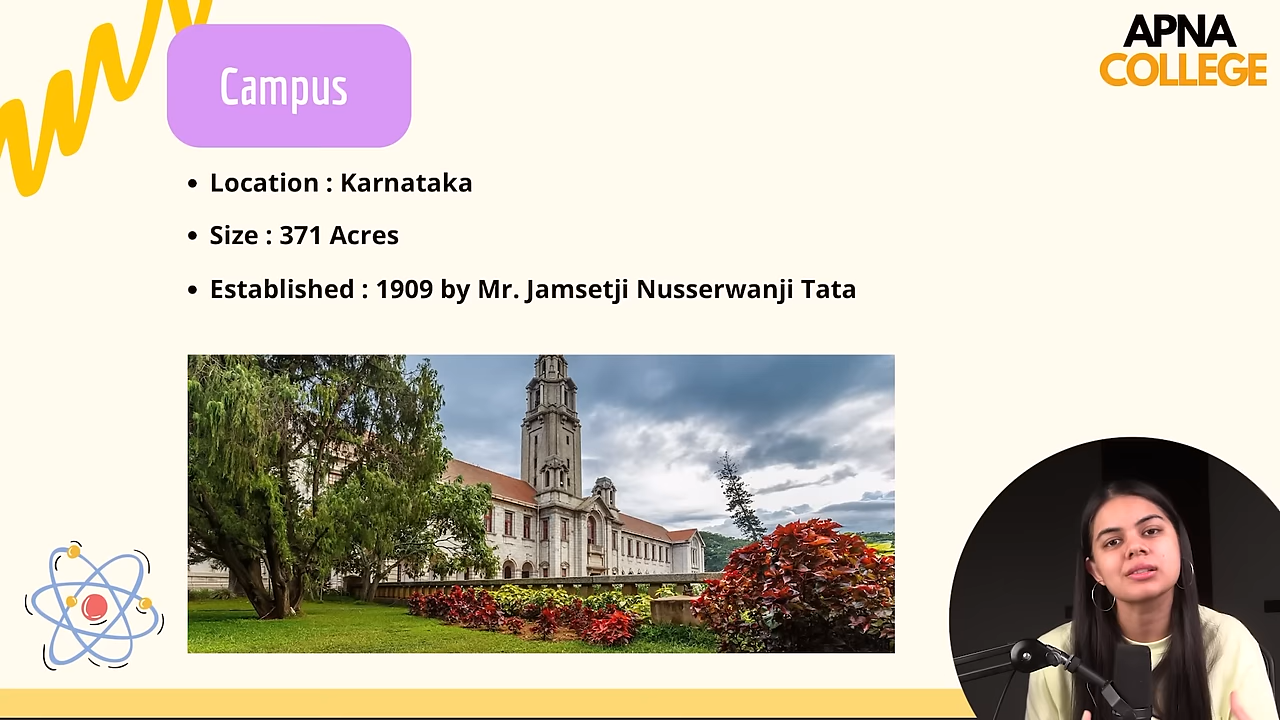 Campus
APNA
COLLEGE
Location : Karnataka
Size : 371 Acres
Established : 1909 by Mr. Jamsetji Nusserwanji Tata